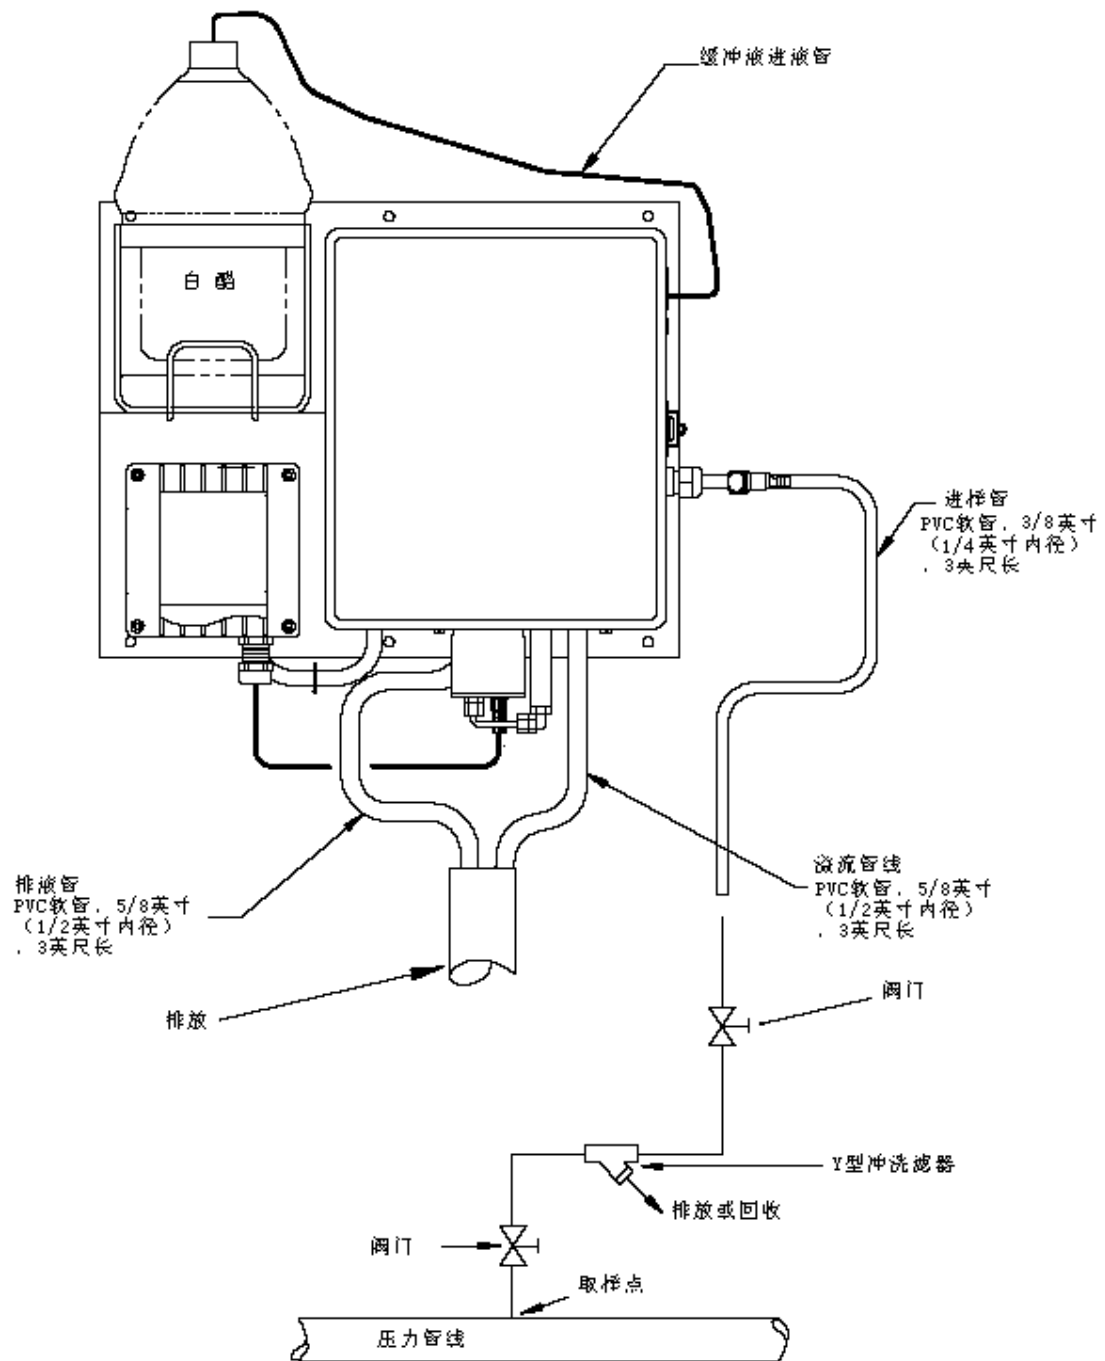 缓冲液进液管
白 醋
进样管
PVC软管, 3/8英寸
(1/4英寸内径)
, 3英尺长
排液管
PVC软管, 5/8英寸
(1/2英寸内径)
, 3英尺长
溢流管线
PVC软管, 5/8英寸
(1/2英寸内径)
, 3英尺长
排放
阀门
Y型冲洗滤器
排放或回收
阀门
取样点
压力管线